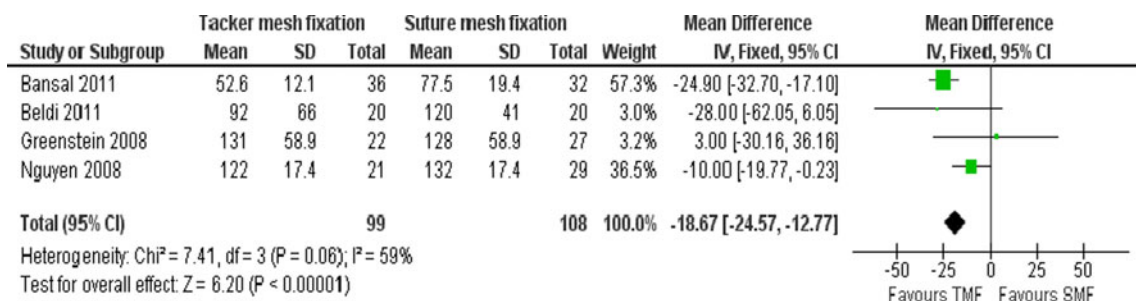 Tacker mesh fixation Suture mesh fixation Mean Difference Mean Difference
Study or Subgroup Mean SD Total Mean SD Total Weight IV, Fixed, 95% CI IV, Fixed, 95% CI
Bansal 2011 52.6 12.1 36 77.5 19.4 32 57.3% -24.90 [-32.70, -17.10]
Beldi 2011 92 66 20 120 41 20 3.0% -28.00 [-62.05, 6.05]
Greenstein 2008 131 58.9 22 128 58.9 27 3.2% 3.00 [-30.16, 36.16]
Nguyen 2008 122 17.4 21 132 17.4 29 36.5% -10.00 [-19.77, -0.23]
Total (95% CI) 99 108 100.0% -18.67 [-24.57, -12.77]
Heterogeneity: Chi² = 7.41, df = 3 (P = 0.06); I² = 59%
Test for overall effect: Z = 6.20 (P < 0.00001)
-50 -25 0 25 50
Favours TMF Favours SMF